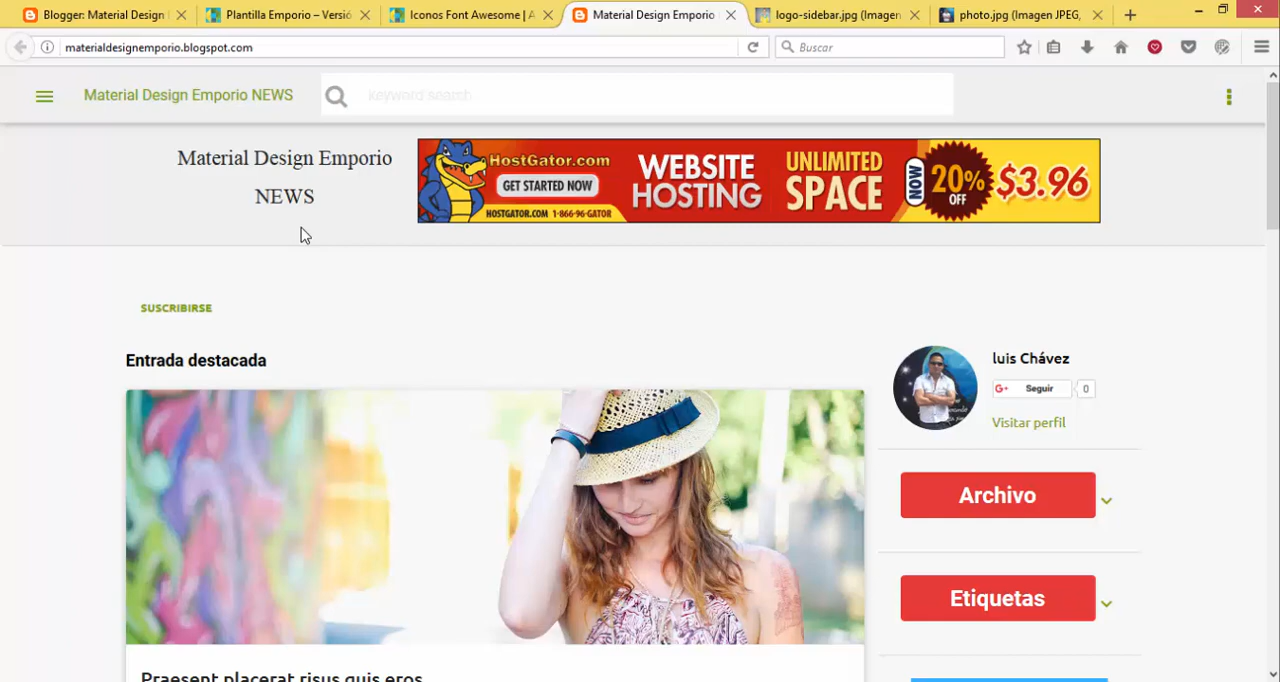 Blogger: Material Design
Plantilla Emporio – Versió
Iconos Font Awesome | A
Material Design Emporio
logo-sidebar.jpg (Imagen
photo.jpg (Imagen JPEG,
materialdesignemporio.blogspot.com
Buscar
Material Design Emporio NEWS
keyword search
Material Design Emporio
NEWS
HostGator.com
GET STARTED NOW
HOSTGATOR.COM 1-866-96-GATOR
WEBSITE
HOSTING
UNLIMITED
SPACE
NOW
20%
OFF
$3.96
SUSCRIBIRSE
Entrada destacada
luis Chávez
G+ Seguir 0
Visitar perfil
Archivo
Etiquetas
Praesent placerat risus quis eros